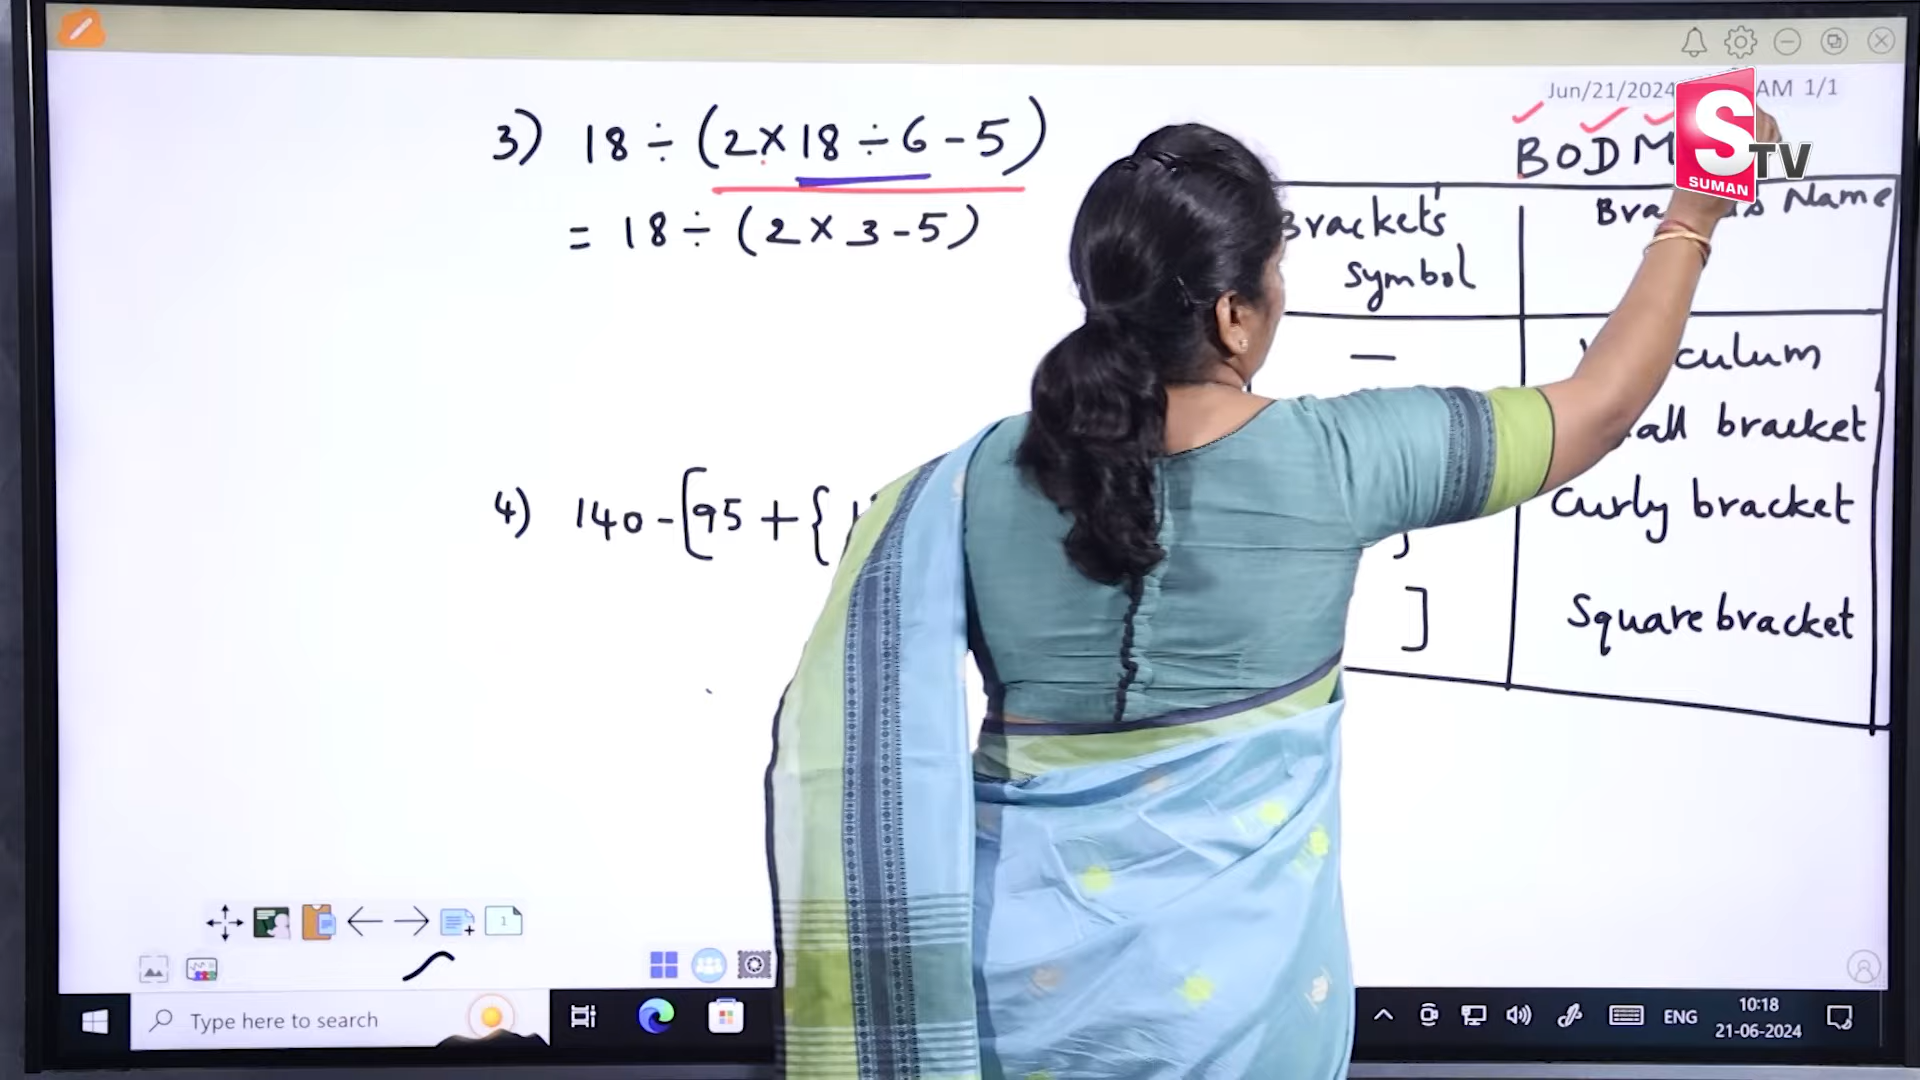 Jun/21/2024 AM 1/1
S TV
SUMAN
BODM
3) 18 ÷ (2 × 18 ÷ 6 - 5)
= 18 ÷ (2 × 3 - 5)
4) 140 - [95 + {
Brackets
symbol
Name
—
culum
all bracket
Curly bracket
]
Square bracket
1
Type here to search
ENG
10:18
21-06-2024